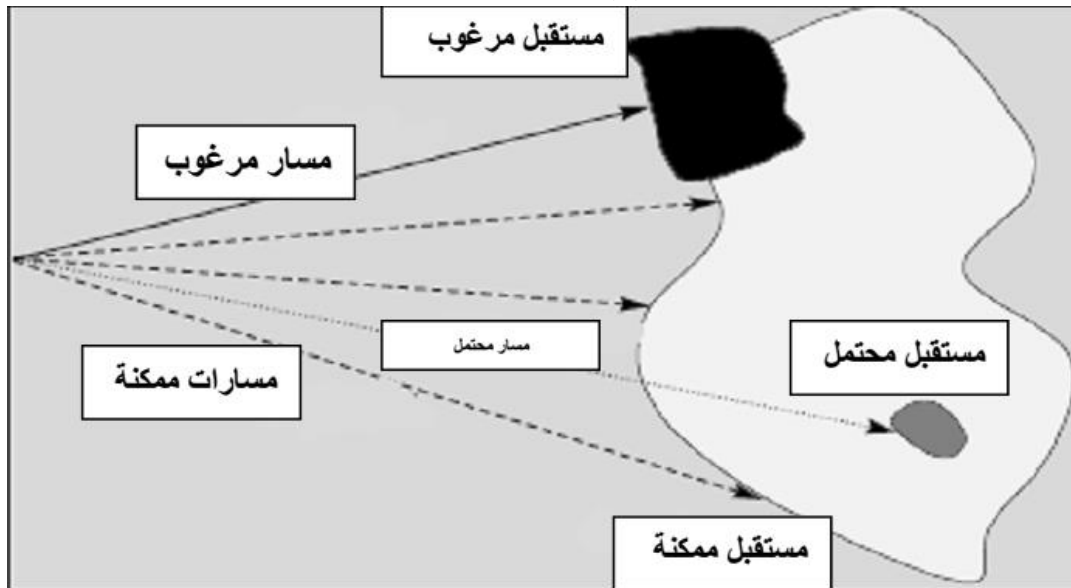 مستقبل مرغوب
مسار مرغوب
مسار محتمل
مستقبل محتمل
مسارات ممكنة
مستقبل ممكنة